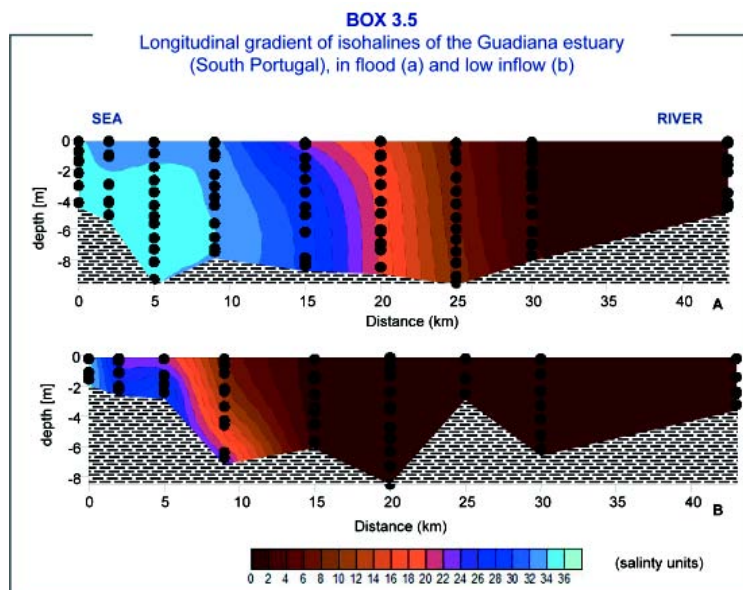 BOX 3.5
Longitudinal gradient of isohalines of the Guadiana estuary
(South Portugal), in flood (a) and low inflow (b)
SEA
RIVER
0
-2
-4
-6
-8
depth [m]
0 5 10 15 20 25 30 35 40
A
Distance (km)
0
-2
-4
-6
-8
depth [m]
0 5 10 15 20 25 30 35 40
B
Distance (km)
0 2 4 6 8 10 12 14 16 18 20 22 24 26 28 30 32 34 36
(salinty units)